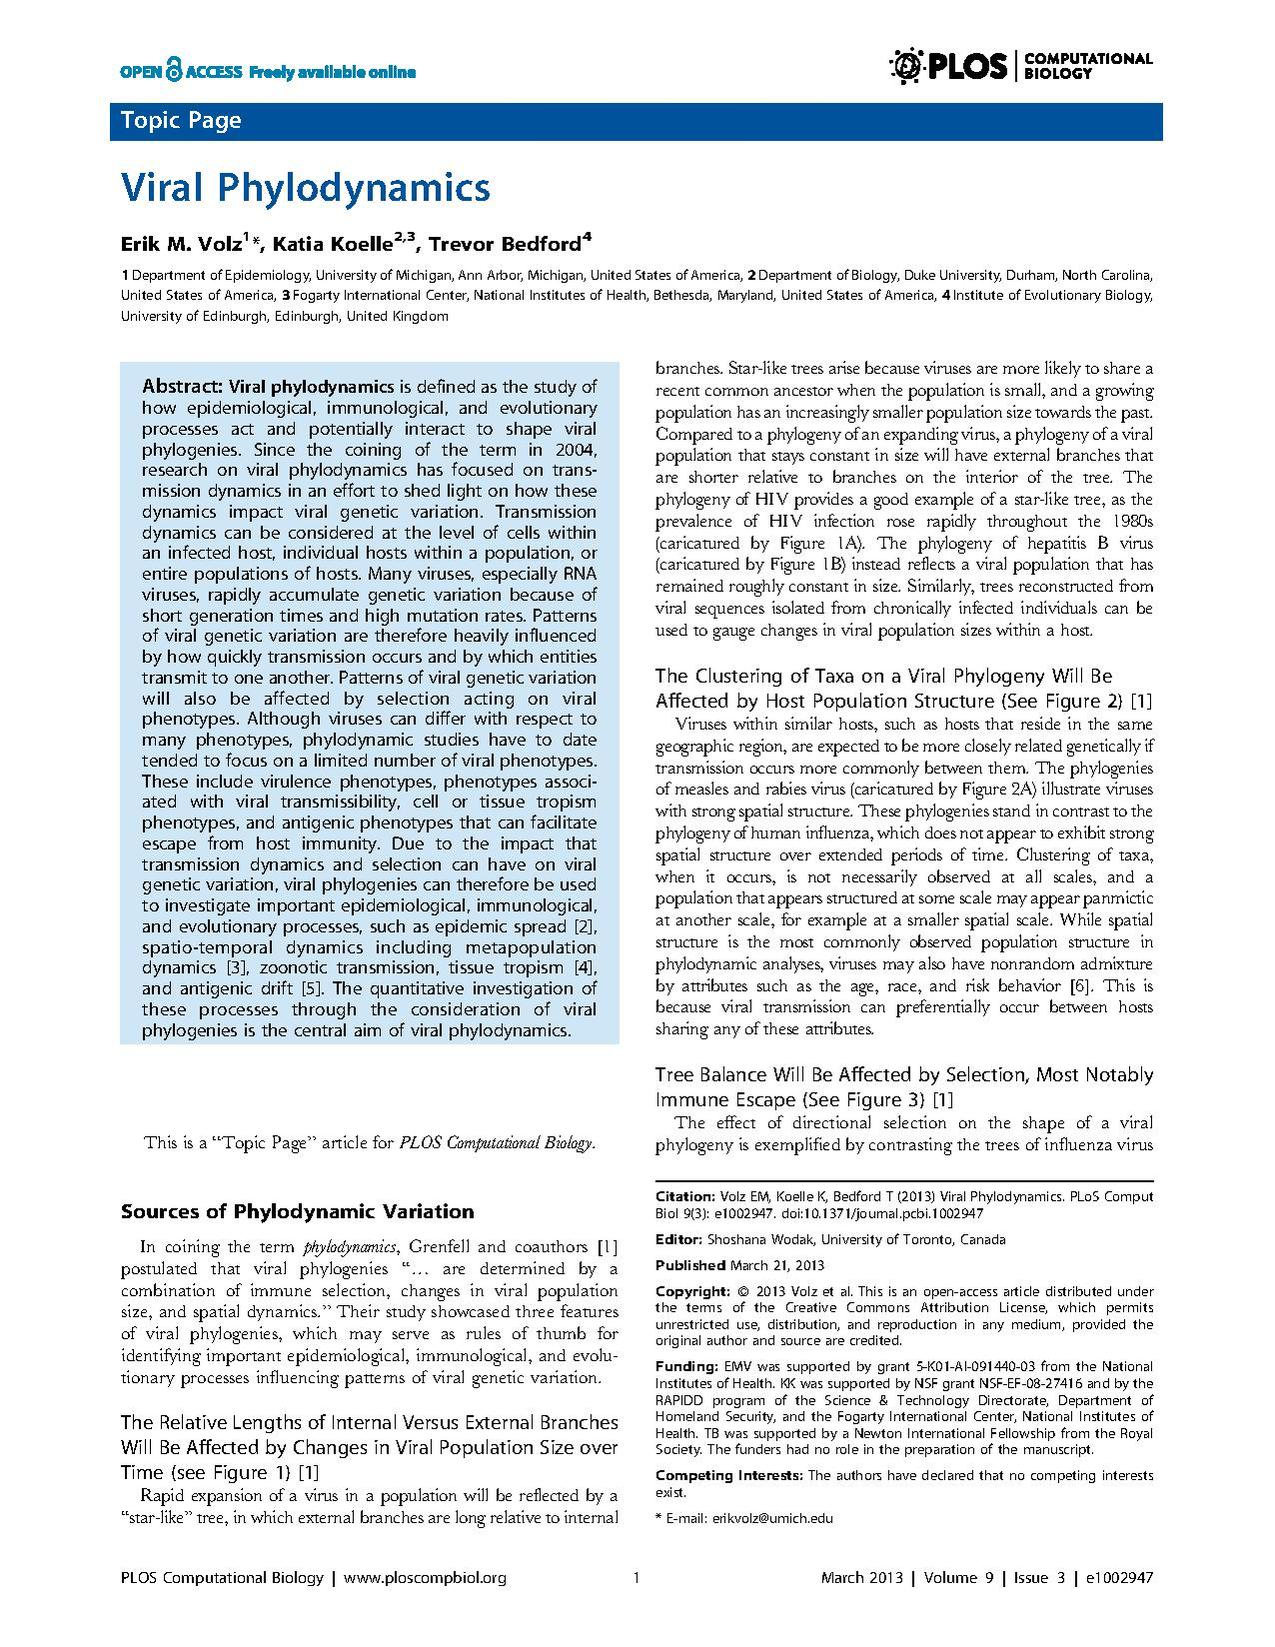 OPEN ACCESS Freely available online
PLOS | COMPUTATIONAL BIOLOGY
Topic Page
Viral Phylodynamics
Erik M. Volz1*, Katia Koelle2,3, Trevor Bedford4
1 Department of Epidemiology, University of Michigan, Ann Arbor, Michigan, United States of America, 2 Department of Biology, Duke University, Durham, North Carolina,
United States of America, 3 Fogarty International Center, National Institutes of Health, Bethesda, Maryland, United States of America, 4 Institute of Evolutionary Biology,
University of Edinburgh, Edinburgh, United Kingdom
Abstract: Viral phylodynamics is defined as the study of
how epidemiological, immunological, and evolutionary
processes act and potentially interact to shape viral
phylogenies. Since the coining of the term in 2004,
research on viral phylodynamics has focused on trans-
mission dynamics in an effort to shed light on how these
dynamics impact viral genetic variation. Transmission
dynamics can be considered at the level of cells within
an infected host, individual hosts within a population, or
entire populations of hosts. Many viruses, especially RNA
viruses, rapidly accumulate genetic variation because of
short generation times and high mutation rates. Patterns
of viral genetic variation are therefore heavily influenced
by how quickly transmission occurs and by which entities
transmit to one another. Patterns of viral genetic variation
will also be affected by selection acting on viral
phenotypes. Although viruses can differ with respect to
many phenotypes, phylodynamic studies have to date
tended to focus on a limited number of viral phenotypes.
These include virulence phenotypes, phenotypes associ-
ated with viral transmissibility, cell or tissue tropism
phenotypes, and antigenic phenotypes that can facilitate
escape from host immunity. Due to the impact that
transmission dynamics and selection can have on viral
genetic variation, viral phylogenies can therefore be used
to investigate important epidemiological, immunological,
and evolutionary processes, such as epidemic spread [2],
spatio-temporal dynamics including metapopulation
dynamics [3], zoonotic transmission, tissue tropism [4],
and antigenic drift [5]. The quantitative investigation of
these processes through the consideration of viral
phylogenies is the central aim of viral phylodynamics.
This is a “Topic Page” article for PLOS Computational Biology.
Sources of Phylodynamic Variation
In coining the term phylodynamics, Grenfell and coauthors [1]
postulated that viral phylogenies “… are determined by a
combination of immune selection, changes in viral population
size, and spatial dynamics.” Their study showcased three features
of viral phylogenies, which may serve as rules of thumb for
identifying important epidemiological, immunological, and evolu-
tionary processes influencing patterns of viral genetic variation.
The Relative Lengths of Internal Versus External Branches
Will Be Affected by Changes in Viral Population Size over
Time (see Figure 1) [1]
Rapid expansion of a virus in a population will be reflected by a
“star-like” tree, in which external branches are long relative to internal
branches. Star-like trees arise because viruses are more likely to share a
recent common ancestor when the population is small, and a growing
population has an increasingly smaller population size towards the past.
Compared to a phylogeny of an expanding virus, a phylogeny of a viral
population that stays constant in size will have external branches that
are shorter relative to branches on the interior of the tree. The
phylogeny of HIV provides a good example of a star-like tree, as the
prevalence of HIV infection rose rapidly throughout the 1980s
(caricatured by Figure 1A). The phylogeny of hepatitis B virus
(caricatured by Figure 1B) instead reflects a viral population that has
remained roughly constant in size. Similarly, trees reconstructed from
viral sequences isolated from chronically infected individuals can be
used to gauge changes in viral population sizes within a host.
The Clustering of Taxa on a Viral Phylogeny Will Be
Affected by Host Population Structure (See Figure 2) [1]
Viruses within similar hosts, such as hosts that reside in the same
geographic region, are expected to be more closely related genetically if
transmission occurs more commonly between them. The phylogenies
of measles and rabies virus (caricatured by Figure 2A) illustrate viruses
with strong spatial structure. These phylogenies stand in contrast to the
phylogeny of human influenza, which does not appear to exhibit strong
spatial structure over extended periods of time. Clustering of taxa,
when it occurs, is not necessarily observed at all scales, and a
population that appears structured at some scale may appear panmictic
at another scale, for example at a smaller spatial scale. While spatial
structure is the most commonly observed population structure in
phylodynamic analyses, viruses may also have nonrandom admixture
by attributes such as the age, race, and risk behavior [6]. This is
because viral transmission can preferentially occur between hosts
sharing any of these attributes.
Tree Balance Will Be Affected by Selection, Most Notably
Immune Escape (See Figure 3) [1]
The effect of directional selection on the shape of a viral
phylogeny is exemplified by contrasting the trees of influenza virus
Citation: Volz EM, Koelle K, Bedford T (2013) Viral Phylodynamics. PLoS Comput
Biol 9(3): e1002947. doi:10.1371/journal.pcbi.1002947
Editor: Shoshana Wodak, University of Toronto, Canada
Published March 21, 2013
Copyright: © 2013 Volz et al. This is an open-access article distributed under
the terms of the Creative Commons Attribution License, which permits
unrestricted use, distribution, and reproduction in any medium, provided the
original author and source are credited.
Funding: EMV was supported by grant 5-K01-AI-091440-03 from the National
Institutes of Health. KK was supported by NSF grant NSF-EF-08-27416 and by the
RAPIDD program of the Science & Technology Directorate, Department of
Homeland Security, and the Fogarty International Center, National Institutes of
Health. TB was supported by a Newton International Fellowship from the Royal
Society. The funders had no role in the preparation of the manuscript.
Competing Interests: The authors have declared that no competing interests
exist.
* E-mail: erikvolz@umich.edu
PLOS Computational Biology | www.ploscompbiol.org
1
March 2013 | Volume 9 | Issue 3 | e1002947